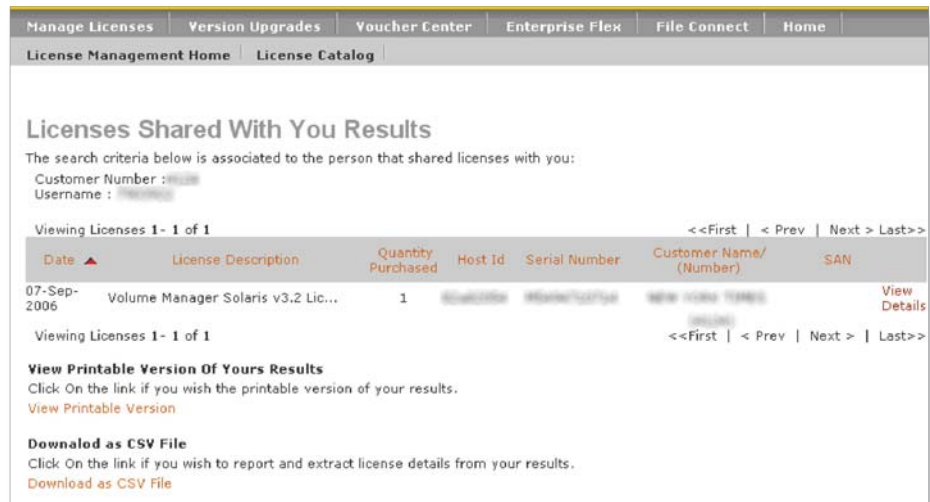 Manage Licenses Version Upgrades Voucher Center Enterprise Flex File Connect Home
License Management Home License Catalog
Licenses Shared With You Results
The search criteria below is associated to the person that shared licenses with you:
Customer Number :
Username :
Viewing Licenses 1- 1 of 1 <<First | < Prev | Next > Last>>
Date License Description Quantity Purchased Host Id Serial Number Customer Name/ (Number) SAN
07-Sep-2006 Volume Manager Solaris v3.2 Lic... 1 View Details
Viewing Licenses 1- 1 of 1 <<First | < Prev | Next > | Last>>
View Printable Version Of Yours Results
Click On the link if you wish the printable version of your results.
View Printable Version
Downalod as CSV File
Click On the link if you wish to report and extract license details from your results.
Download as CSV File